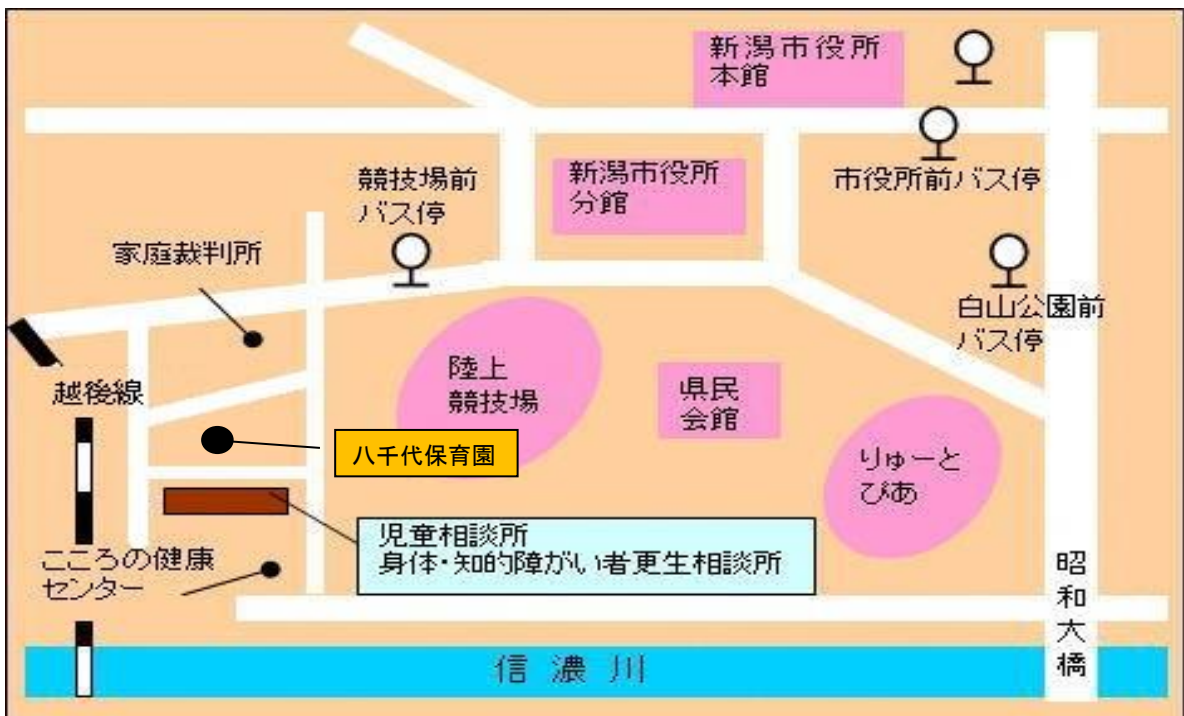 新潟市役所
本館
競技場前
バス停
新潟市役所
分館
市役所前バス停
家庭裁判所
白山公園前
バス停
越後線
陸上
競技場
県民
会館
八千代保育園
りゅーと
ぴあ
児童相談所
身体・知的障がい者更生相談所
こころの健康
センター
昭和大橋
信濃川